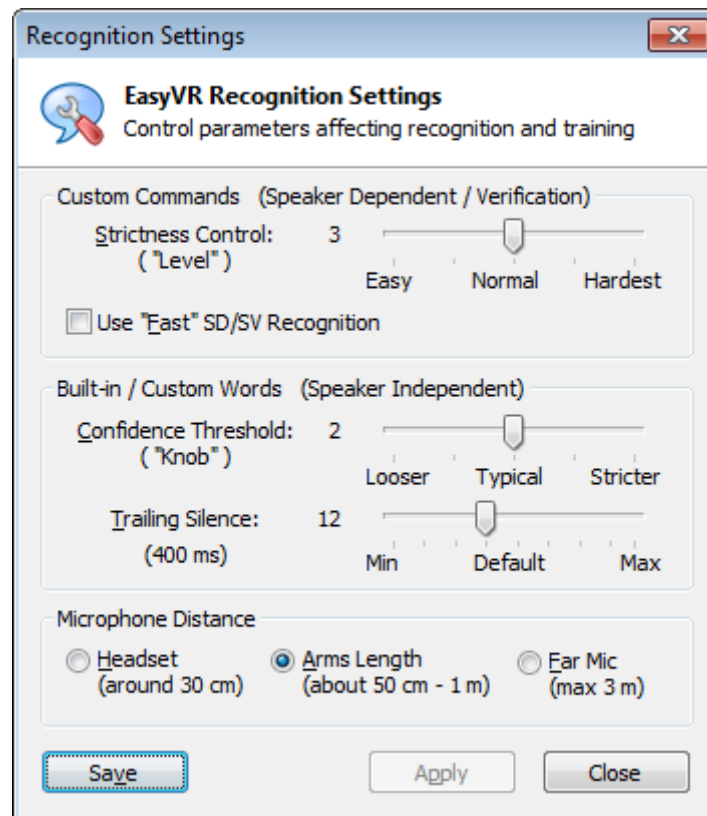 Recognition Settings
EasyVR Recognition Settings
Control parameters affecting recognition and training
Custom Commands (Speaker Dependent / Verification)
Strictness Control: 3
( "Level" )
Easy Normal Hardest
Use "Fast" SD/SV Recognition
Built-in / Custom Words (Speaker Independent)
Confidence Threshold: 2
( "Knob" )
Looser Typical Stricter
Trailing Silence: 12
(400 ms)
Min Default Max
Microphone Distance
Headset Arms Length Far Mic
(around 30 cm) (about 50 cm - 1 m) (max 3 m)
Save Apply Close